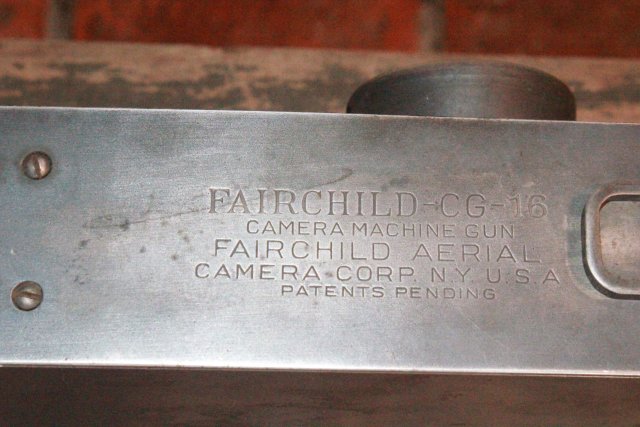 FAIRCHILD-CG-16
CAMERA MACHINE GUN
FAIRCHILD AERIAL
CAMERA CORP. N.Y. U.S.A
PATENTS PENDING